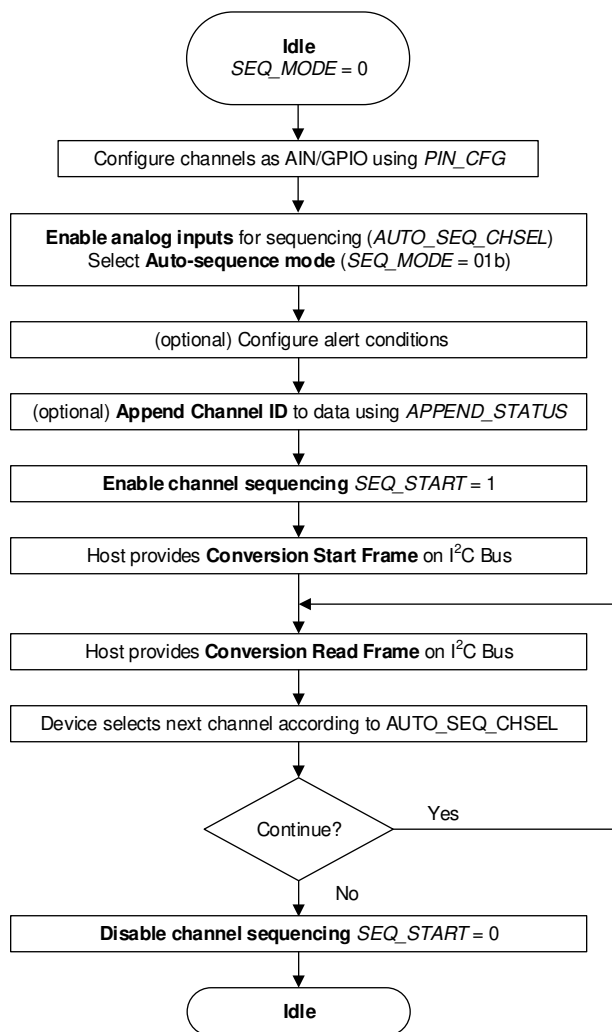 Idle
SEQ_MODE = 0
Configure channels as AIN/GPIO using PIN_CFG
Enable analog inputs for sequencing (AUTO_SEQ_CHSEL)
Select Auto-sequence mode (SEQ_MODE = 01b)
(optional) Configure alert conditions
(optional) Append Channel ID to data using APPEND_STATUS
Enable channel sequencing SEQ_START = 1
Host provides Conversion Start Frame on I²C Bus
Host provides Conversion Read Frame on I²C Bus
Device selects next channel according to AUTO_SEQ_CHSEL
Continue?
Yes
No
Disable channel sequencing SEQ_START = 0
Idle